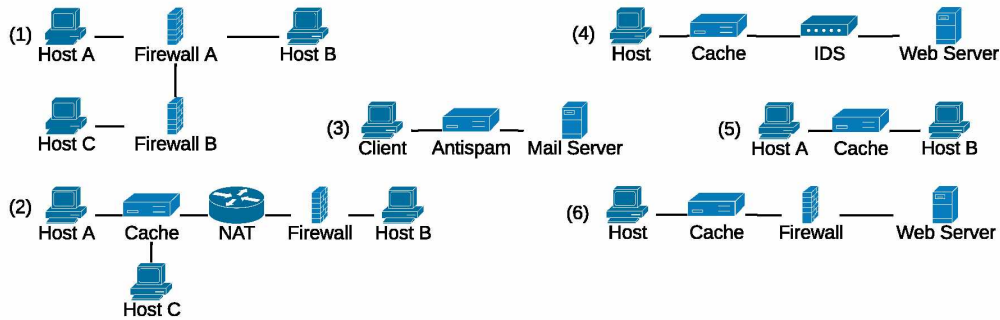 (1)
Host A
Firewall A
Host B
Host C
Firewall B
(2)
Host A
Cache
NAT
Firewall
Host B
Host C
(3)
Client
Antispam
Mail Server
(4)
Host
Cache
IDS
Web Server
(5)
Host A
Cache
Host B
(6)
Host
Cache
Firewall
Web Server